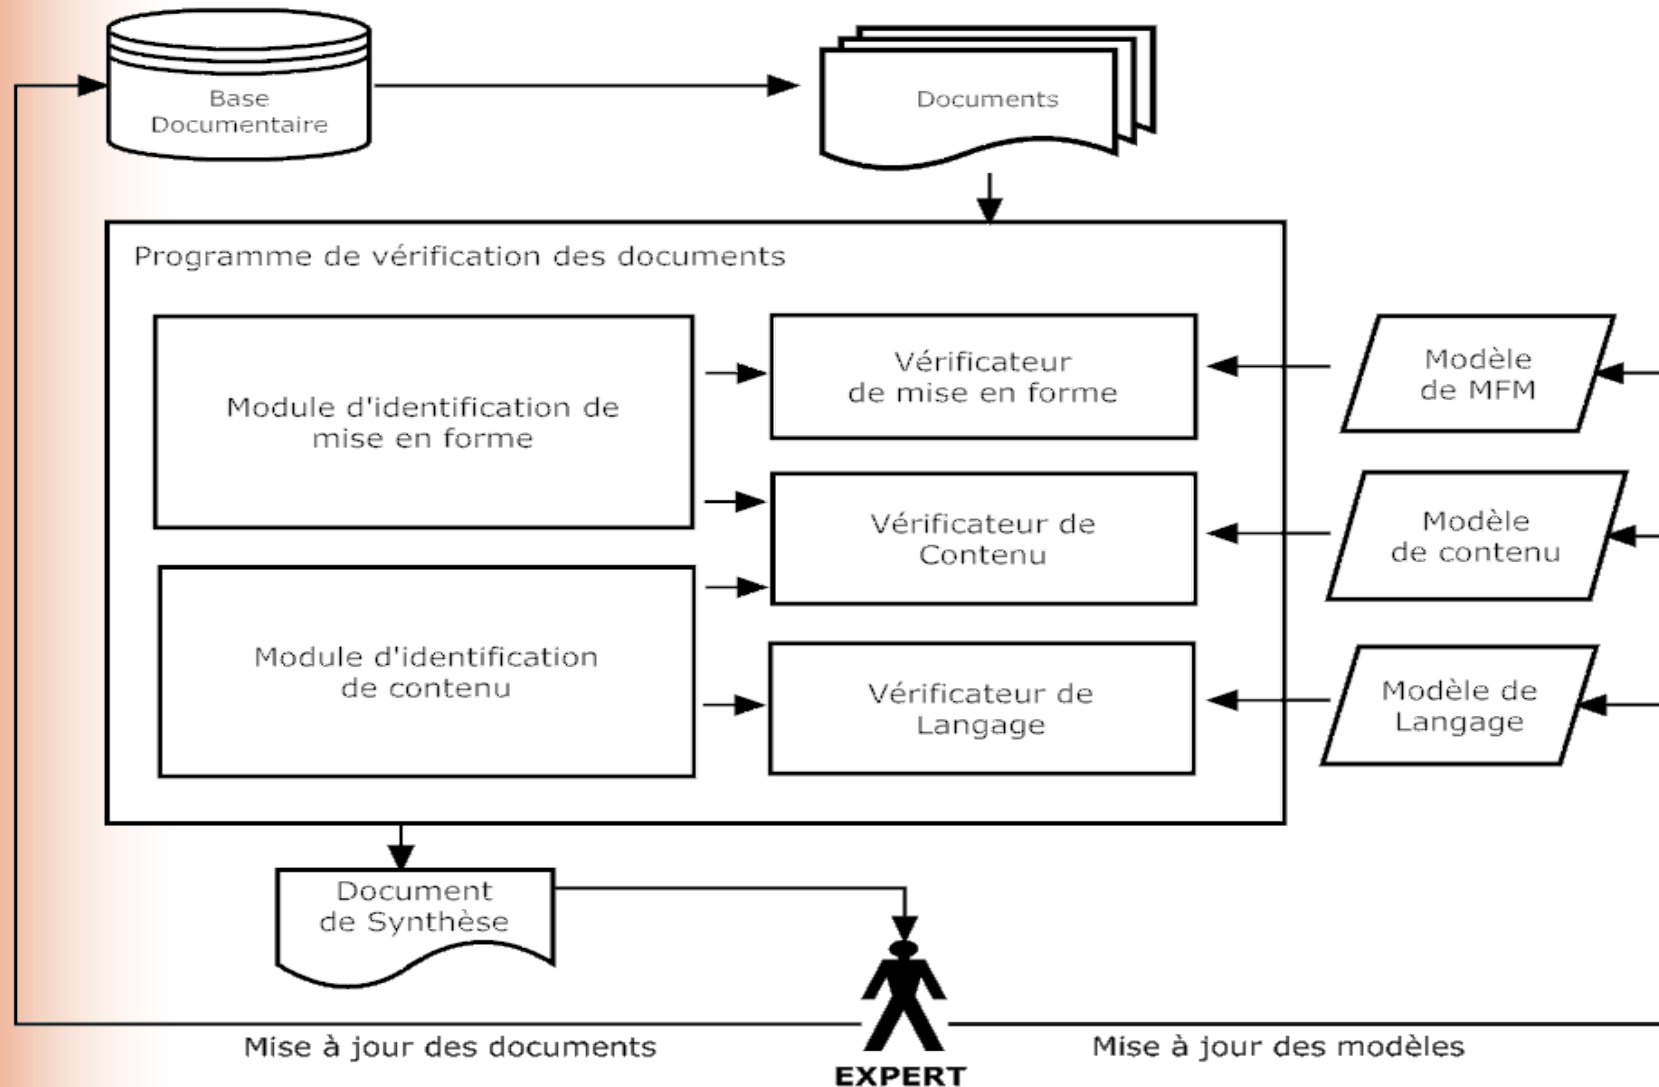 Base
Documentaire
Documents
Programme de vérification des documents
Module d'identification de
mise en forme
Vérificateur
de mise en forme
Modèle
de MFM
Vérificateur de
Contenu
Modèle
de contenu
Module d'identification
de contenu
Vérificateur de
Langage
Modèle de
Langage
Document
de Synthèse
Mise à jour des documents
Mise à jour des modèles
EXPERT